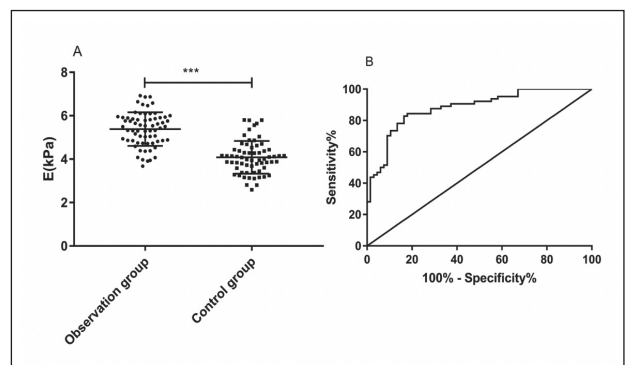 A
***
8
6
4
2
0
E(kPa)
Observation group
Control group
B
100
80
60
40
20
0
Sensitivity%
0 20 40 60 80 100
100% - Specificity%